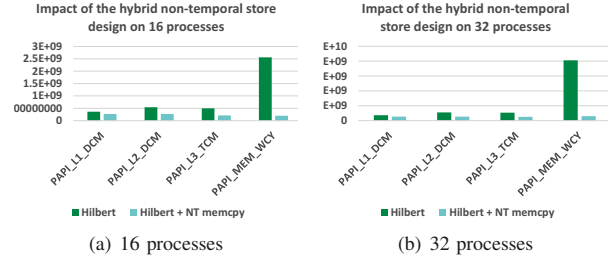 Impact of the hybrid non-temporal store
design on 16 processes
3E+09
2.5E+09
2E+09
1.5E+09
1E+09
00000000
0
PAPI_L1_DCM
PAPI_L2_DCM
PAPI_L3_TCM
PAPI_MEM_WCY
Hilbert
Hilbert + NT memcpy
(a) 16 processes
Impact of the hybrid non-temporal
store design on 32 processes
E+10
E+09
E+09
E+09
E+09
0
PAPI_L1_DCM
PAPI_L2_DCM
PAPI_L3_TCM
PAPI_MEM_WCY
Hilbert
Hilbert + NT memcpy
(b) 32 processes